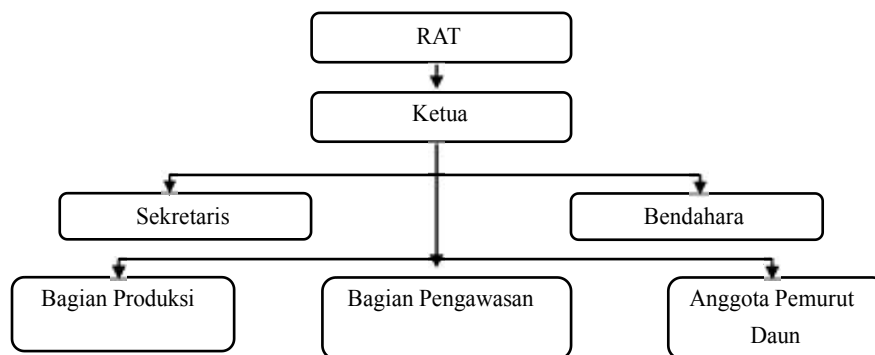 RAT
Ketua
Sekretaris
Bendahara
Bagian Produksi
Bagian Pengawasan
Anggota Pemurut
Daun